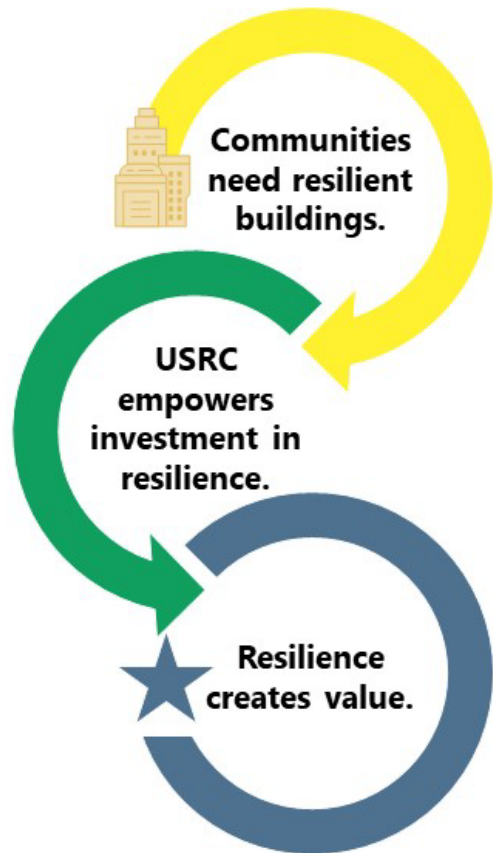 Communities
need resilient
buildings.
USRC
empowers
investment in
resilience.
Resilience
creates value.